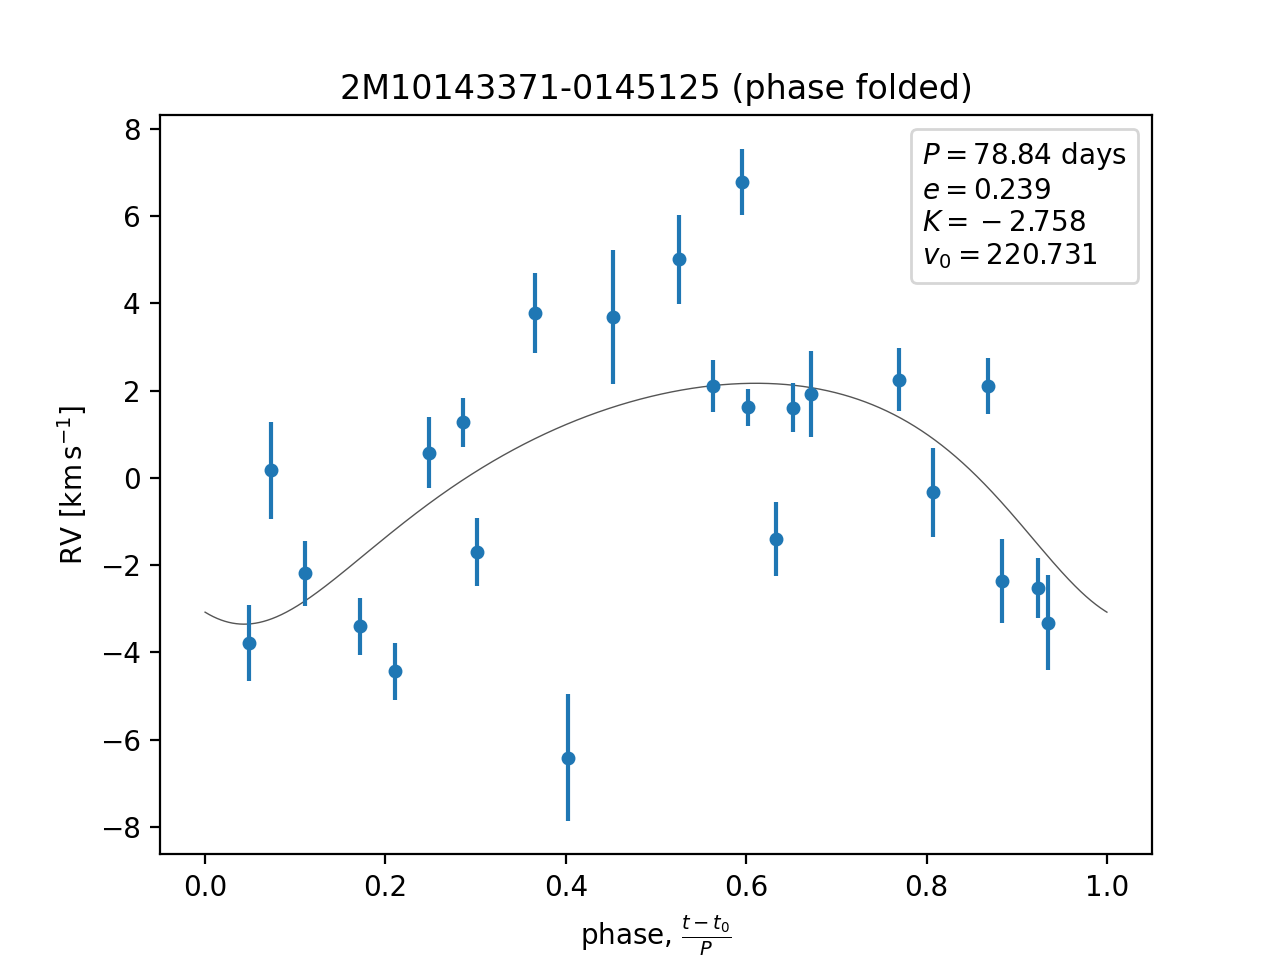 2M10143371-0145125 (phase folded)
P = 78.84 days
e = 0.239
K = −2.758
v₀ = 220.731
RV [km s⁻¹]
8
6
4
2
0
−2
−4
−6
−8
0.0 0.2 0.4 0.6 0.8 1.0
phase, (t − t₀)/P